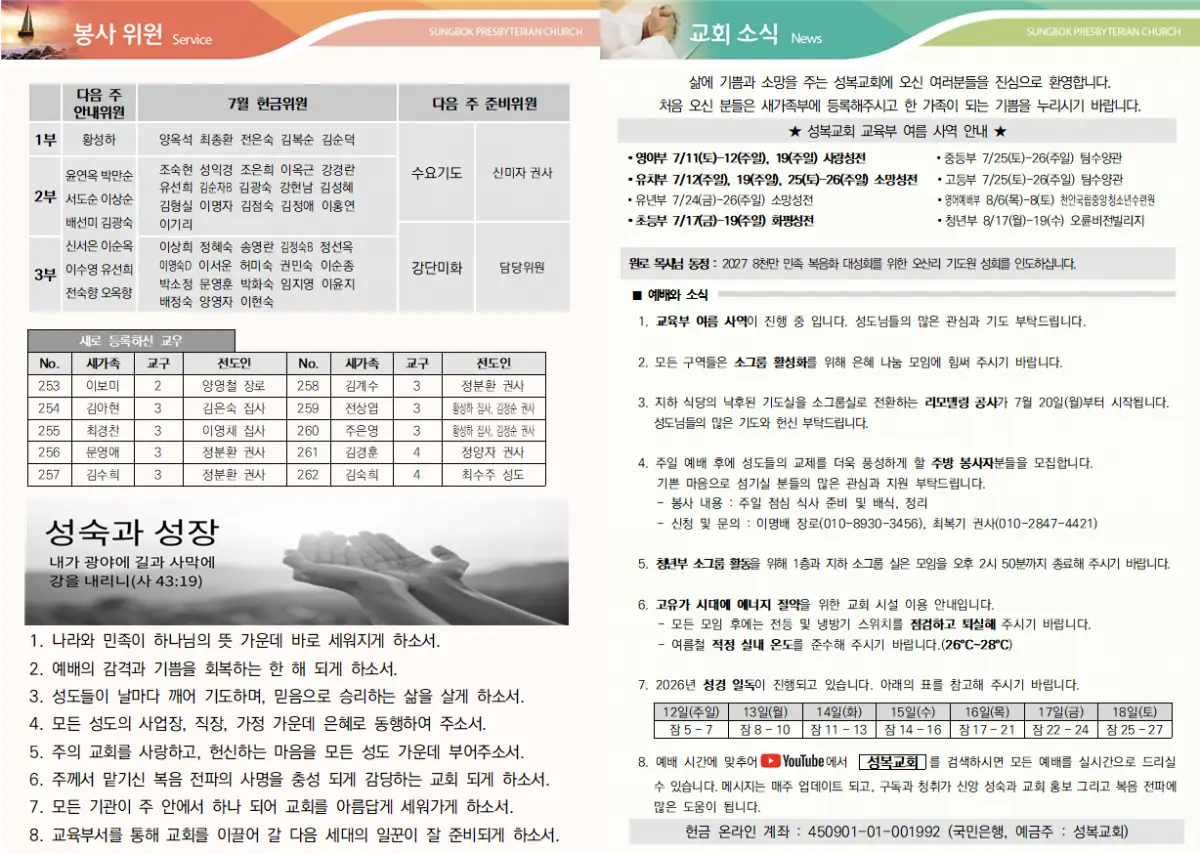 봉사 위원 Service
SUNGBOK PRESBYTERIAN CHURCH
다음 주 안내위원
7월 헌금위원
다음 주 준비위원
1부
황성하
양옥석 최종환 전은숙 김복순 김순덕
2부
윤연옥 박만순
서도순 이상순
배선미 김광숙
조숙현 성익경 조은희 이옥근 강경란
유선희 김순자B 김광숙 강현남 김성혜
김형실 이명자 김점숙 김정애 이홍연
이기리
3부
신서은 이순옥
이수영 유선희
전숙향 오옥향
이상희 정혜숙 송영란 김정숙B 정선옥
이영숙D 이서운 허미숙 권민숙 이순종
박소정 문영훈 박화숙 임지영 이윤지
배정숙 양영자 이현숙
수요기도 신미자 권사
강단미화 담당위원
새로 등록하신 교우
No. 새가족 교구 전도인 No. 새가족 교구 전도인
253 이보미 2 양영철 장로 258 김계수 3 정분환 권사
254 김아현 3 김은숙 집사 259 전상엽 3 황성하 집사, 김정순 권사
255 최경찬 3 이영채 집사 260 주은영 3 황성하 집사, 김정순 권사
256 문영애 3 정분환 권사 261 김경훈 4 정양자 권사
257 김수희 3 정분환 권사 262 김숙희 4 최수주 성도
성숙과 성장
내가 광야에 길과 사막에
강을 내리니(사 43:19)
1. 나라와 민족이 하나님의 뜻 가운데 바로 세워지게 하소서.
2. 예배의 감격과 기쁨을 회복하는 한 해 되게 하소서.
3. 성도들이 날마다 깨어 기도하며, 믿음으로 승리하는 삶을 살게 하소서.
4. 모든 성도의 사업장, 직장, 가정 가운데 은혜로 동행하여 주소서.
5. 주의 교회를 사랑하고, 헌신하는 마음을 모든 성도 가운데 부어주소서.
6. 주께서 맡기신 복음 전파의 사명을 충성 되게 감당하는 교회 되게 하소서.
7. 모든 기관이 주 안에서 하나 되어 교회를 아름답게 세워가게 하소서.
8. 교육부서를 통해 교회를 이끌어 갈 다음 세대의 일꾼이 잘 준비되게 하소서.
교회 소식 News
SUNGBOK PRESBYTERIAN CHURCH
삶에 기쁨과 소망을 주는 성복교회에 오신 여러분들을 진심으로 환영합니다.
처음 오신 분들은 새가족부에 등록해주시고 한 가족이 되는 기쁨을 누리시기 바랍니다.
★ 성복교회 교육부 여름 사역 안내 ★
• 영아부 7/11(토)-12(주일), 19(주일) 사랑성전
• 유치부 7/12(주일), 19(주일), 25(토)-26(주일) 소망성전
• 유년부 7/24(금)-26(주일) 소망성전
• 초등부 7/17(금)-19(주일) 화평성전
• 중등부 7/25(토)-26(주일) 팀수양관
• 고등부 7/25(토)-26(주일) 팀수양관
• 영어예배부 8/6(목)-8(토) 천안국립중앙청소년수련원
• 청년부 8/17(월)-19(수) 오륜비전빌리지
원로 목사님 동정 : 2027 8천만 민족 복음화 대성회를 위한 오산리 기도원 성회를 인도하십니다.
■ 예배와 소식
1. 교육부 여름 사역이 진행 중 입니다. 성도님들의 많은 관심과 기도 부탁드립니다.
2. 모든 구역들은 소그룹 활성화를 위해 은혜 나눔 모임에 힘써 주시기 바랍니다.
3. 지하 식당의 낙후된 기도실을 소그룹실로 전환하는 리모델링 공사가 7월 20일(월)부터 시작됩니다.
성도님들의 많은 기도와 헌신 부탁드립니다.
4. 주일 예배 후에 성도들의 교제를 더욱 풍성하게 할 주방 봉사자분들을 모집합니다.
기쁜 마음으로 섬기실 분들의 많은 관심과 지원 부탁드립니다.
- 봉사 내용 : 주일 점심 식사 준비 및 배식, 정리
- 신청 및 문의 : 이명배 장로(010-8930-3456), 최복기 권사(010-2847-4421)
5. 청년부 소그룹 활동을 위해 1층과 지하 소그룹 실은 모임을 오후 2시 50분까지 종료해 주시기 바랍니다.
6. 고유가 시대에 에너지 절약을 위한 교회 시설 이용 안내입니다.
- 모든 모임 후에는 전등 및 냉방기 스위치를 점검하고 퇴실해 주시기 바랍니다.
- 여름철 적정 실내 온도를 준수해 주시기 바랍니다.(26℃~28℃)
7. 2026년 성경 일독이 진행되고 있습니다. 아래의 표를 참고해 주시기 바랍니다.
12일(주일) 13일(월) 14일(화) 15일(수) 16일(목) 17일(금) 18일(토)
잠 5 - 7 잠 8 - 10 잠 11 - 13 잠 14 - 16 잠 17 - 21 잠 22 - 24 잠 25 - 27
8. 예배 시간에 맞추어 YouTube에서 성복교회 를 검색하시면 모든 예배를 실시간으로 드리실
수 있습니다. 메시지는 매주 업데이트 되고, 구독과 청취가 신앙 성숙과 교회 홍보 그리고 복음 전파에
많은 도움이 됩니다.
헌금 온라인 계좌 : 450901-01-001992 (국민은행, 예금주 : 성복교회)